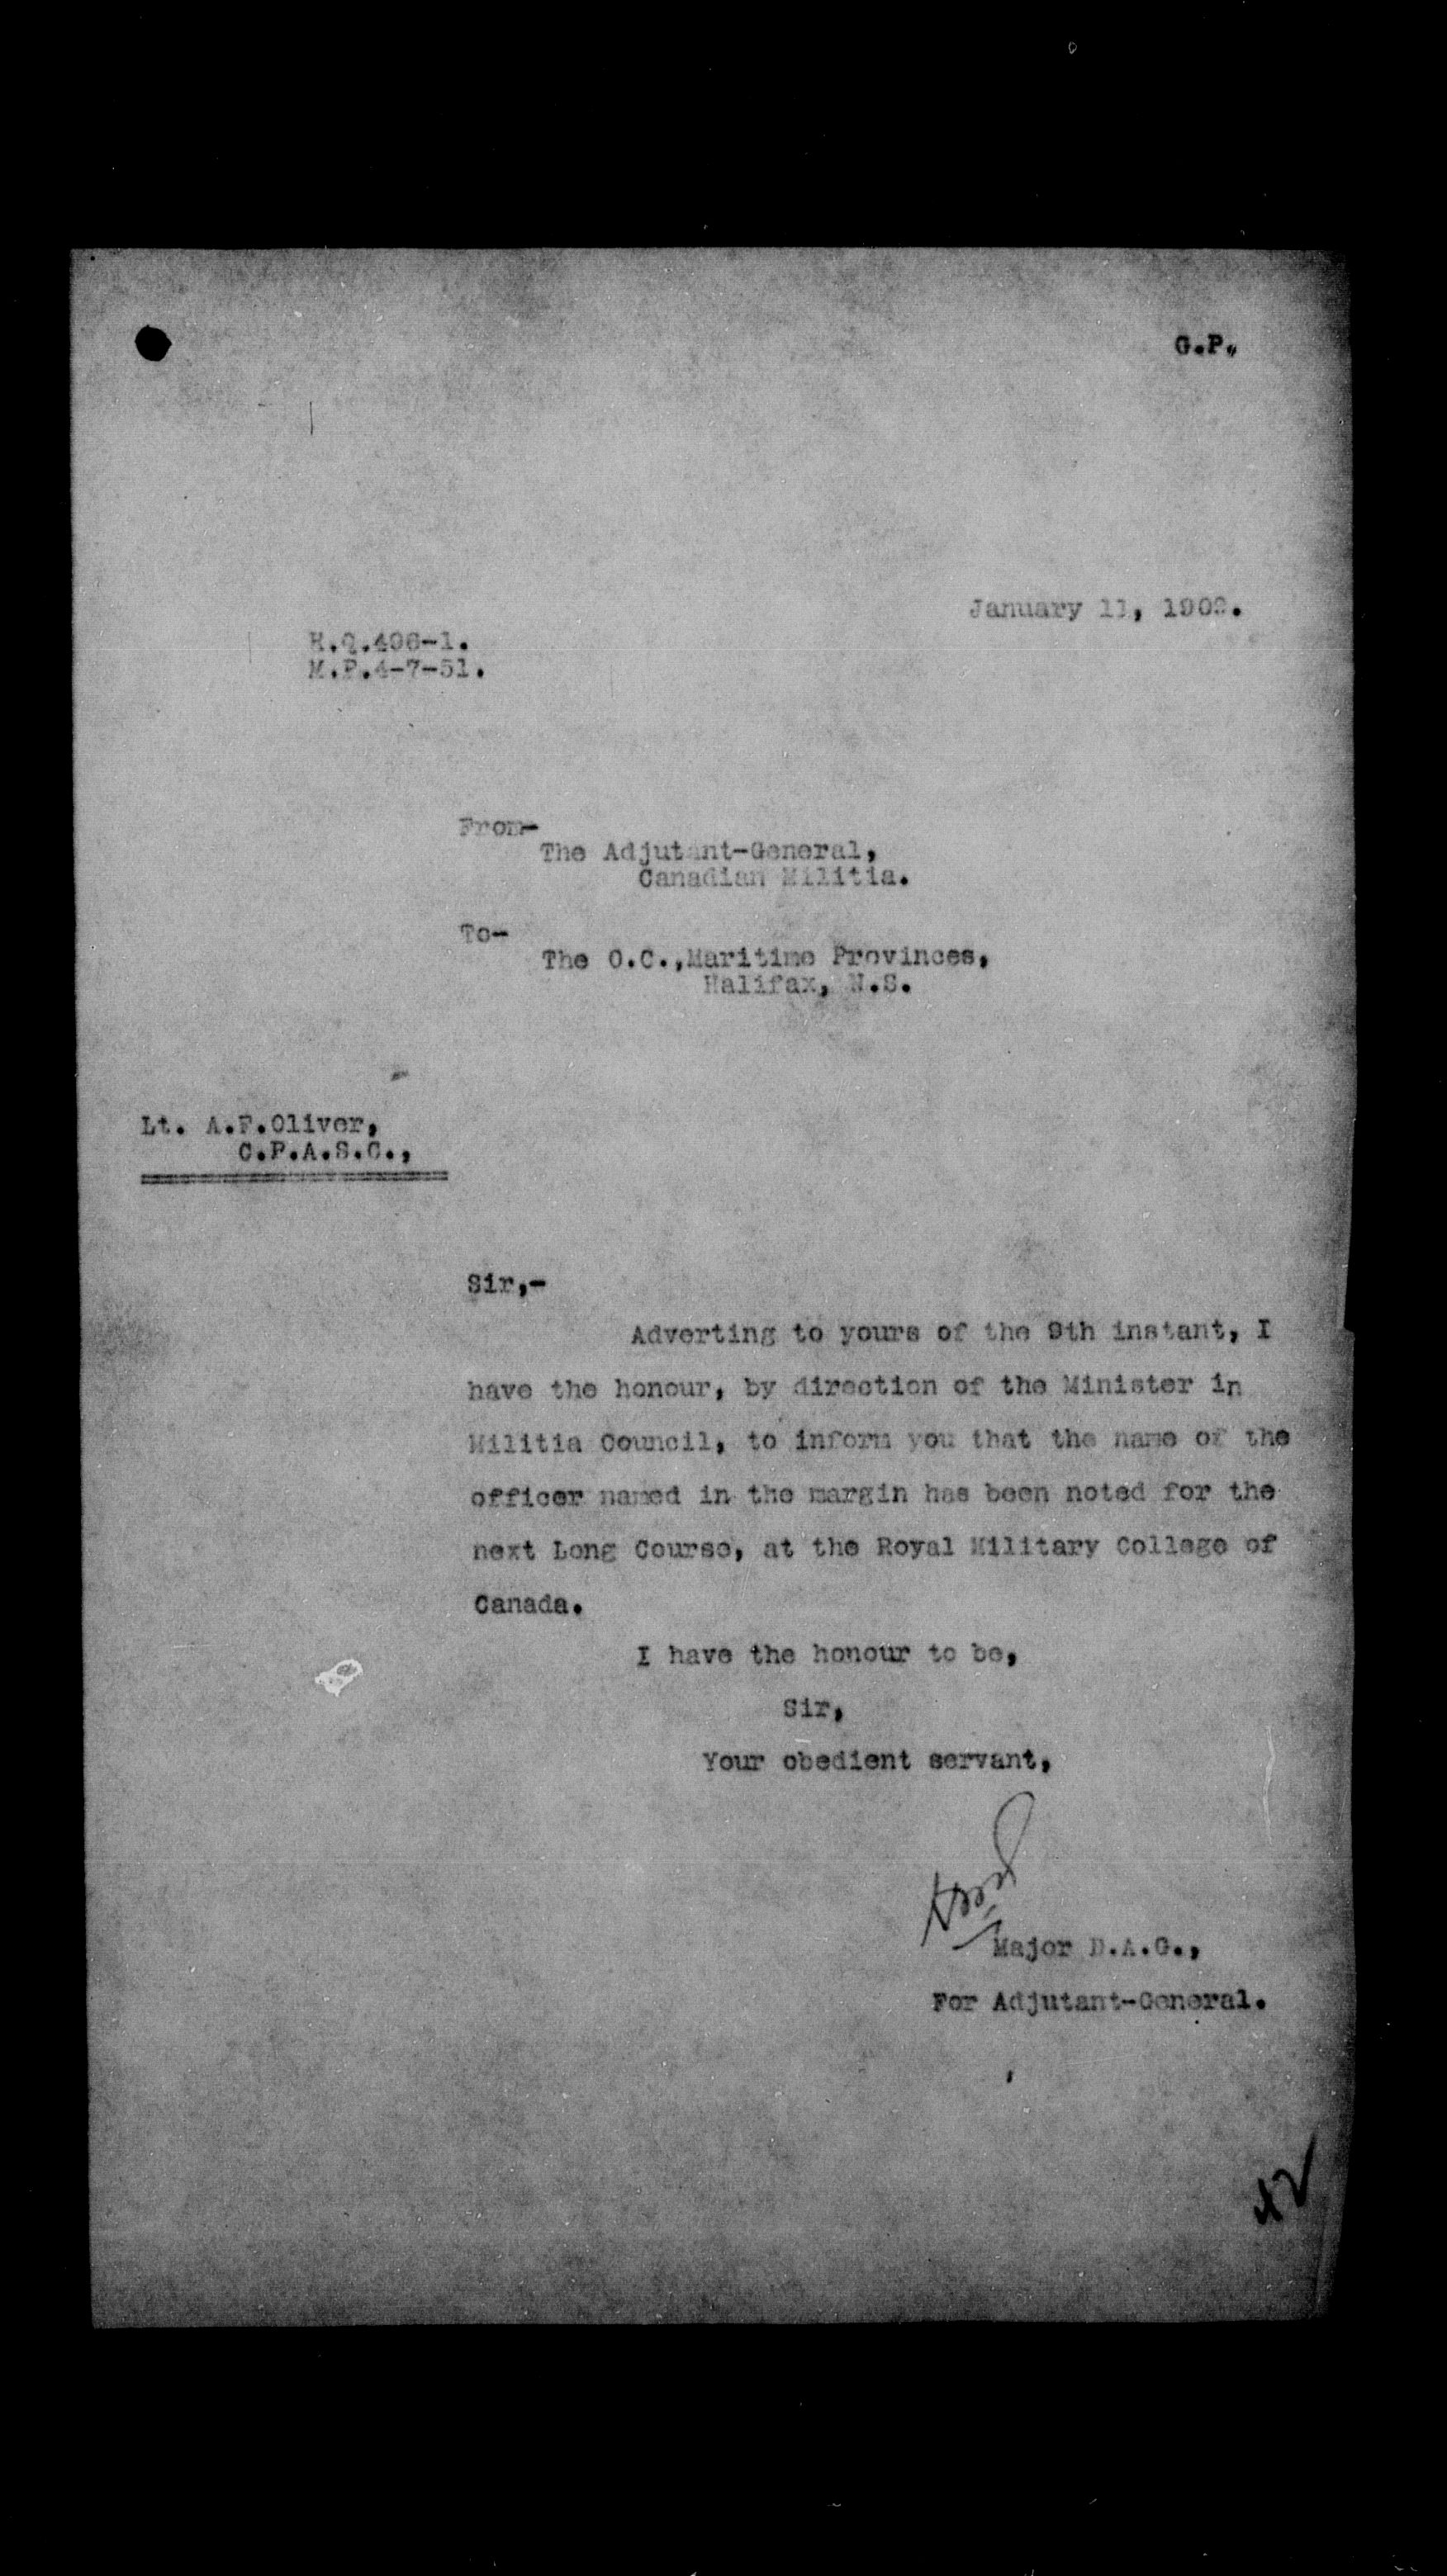 G.P.
January 11, 1909.
H.Q.496-1.
M.P.4-7-51.
From-
The Adjutant-General,
Canadian Militia.
To-
The O.C.,Maritime Provinces,
Halifax, N.S.
Lt. A.F.Oliver,
C.P.A.S.C.,
Sir,-
Adverting to yours of the 9th instant, I
have the honour, by direction of the Minister in
Militia Council, to inform you that the name of the
officer named in the margin has been noted for the
next Long Course, at the Royal Military College of
Canada.
I have the honour to be,
Sir,
Your obedient servant,
Major D.A.G.,
For Adjutant-General.
42